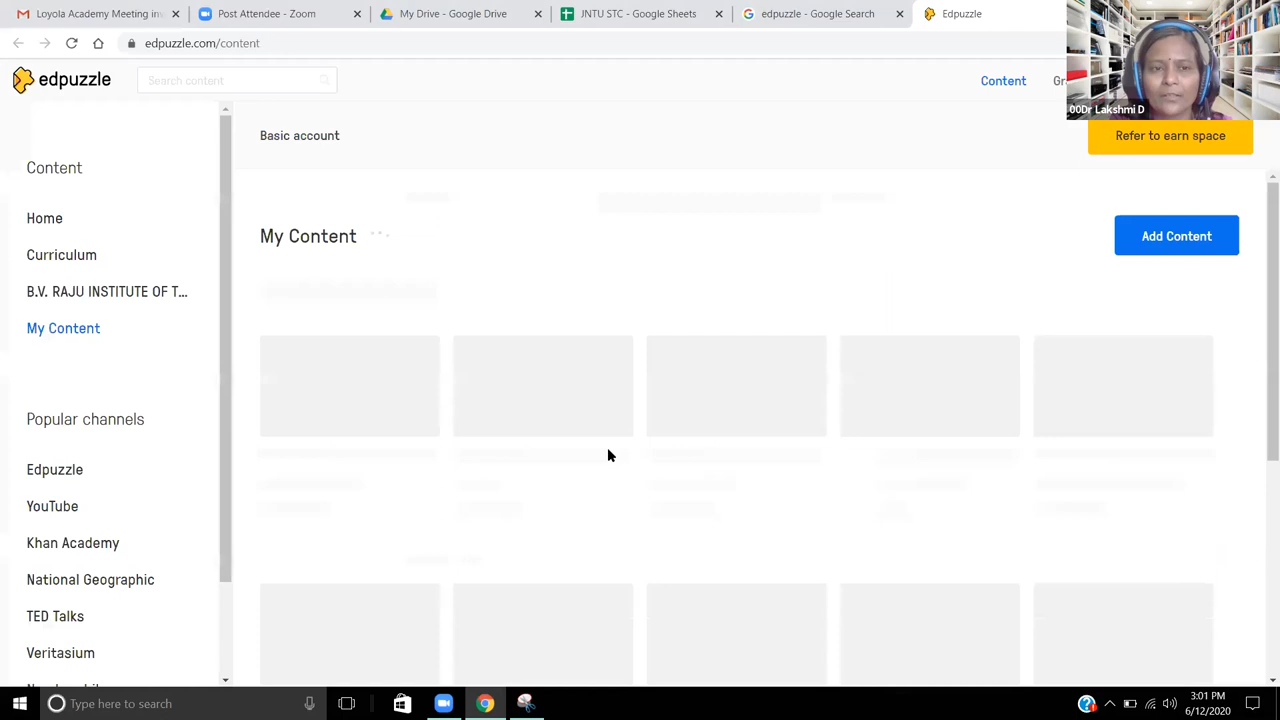 Loyola Academy Meeting in
Post Attendee - Zoom
My Drive - Google Drive
JNTU STC - Google Sheets
edpuzzle - Google Search
Edpuzzle
edpuzzle.com/content
edpuzzle
Search content
Content
00Dr Lakshmi D
Basic account
Refer to earn space
Content
Home
Curriculum
B.V. RAJU INSTITUTE OF T...
My Content
Popular channels
Edpuzzle
YouTube
Khan Academy
National Geographic
TED Talks
Veritasium
My Content
Add Content
Type here to search
3:01 PM
6/12/2020